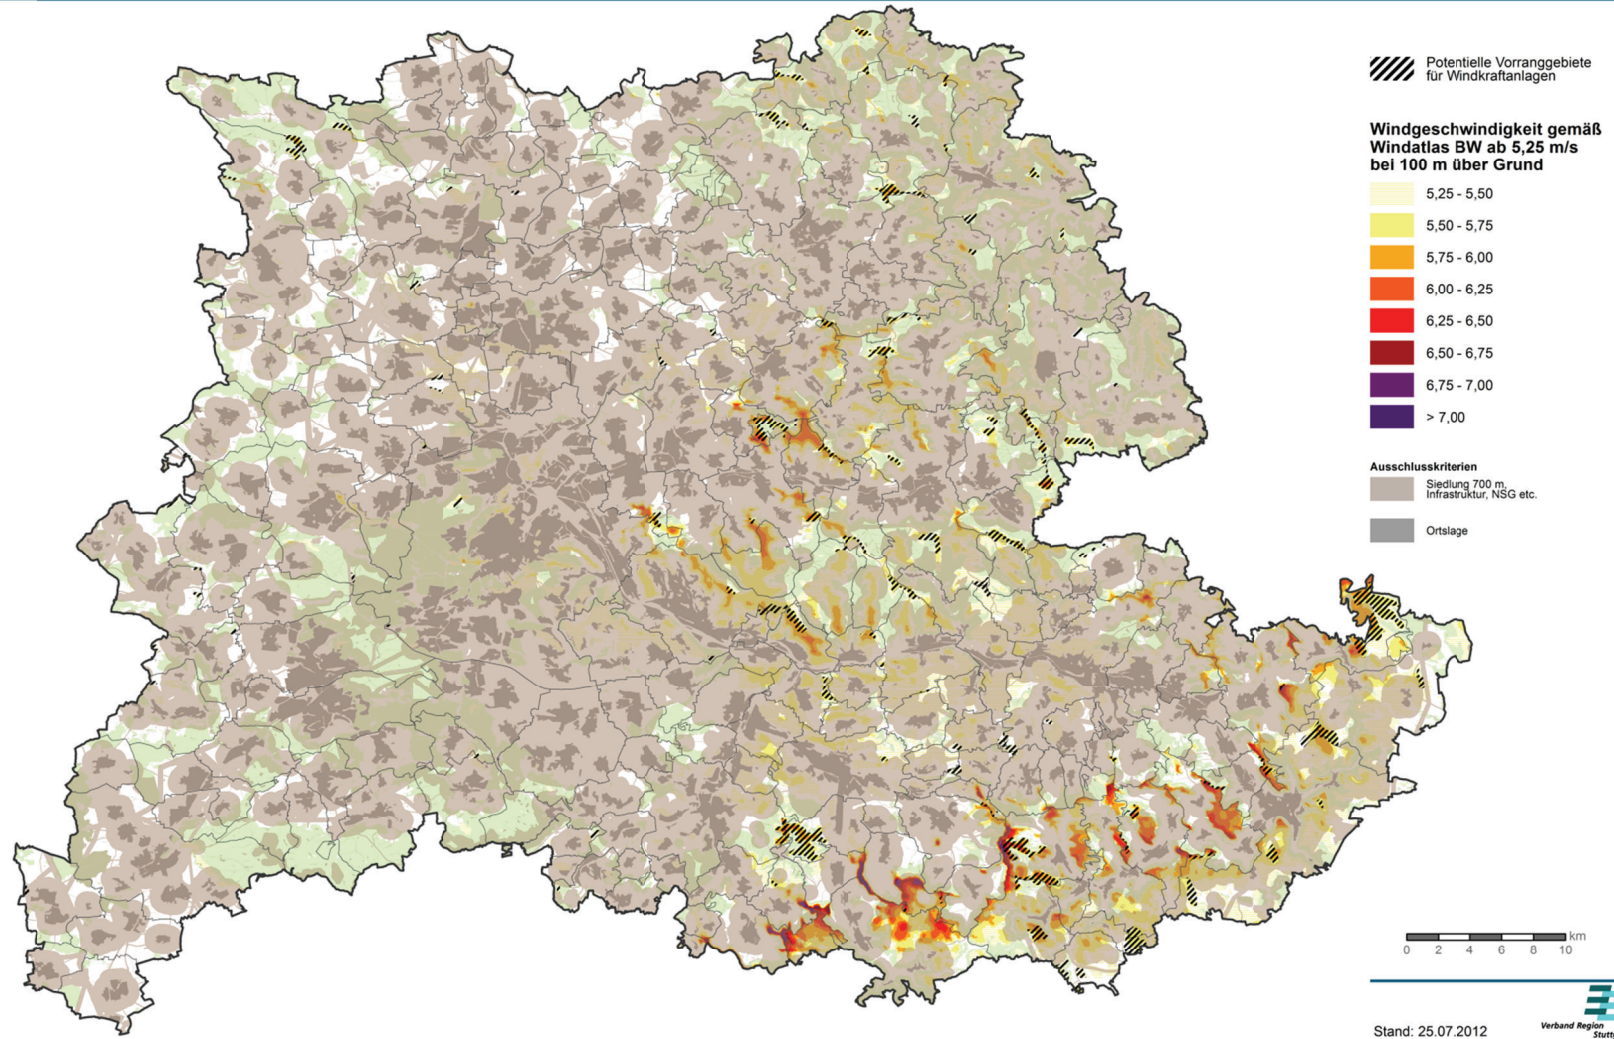 Potentielle Vorranggebiete
für Windkraftanlagen
Windgeschwindigkeit gemäß
Windatlas BW ab 5,25 m/s
bei 100 m über Grund
5,25 - 5,50
5,50 - 5,75
5,75 - 6,00
6,00 - 6,25
6,25 - 6,50
6,50 - 6,75
6,75 - 7,00
> 7,00
Ausschlusskriterien
Siedlung 700 m,
Infrastruktur, NSG etc.
Ortslage
km
0 2 4 6 8 10
Stand: 25.07.2012
Verband Region
Stuttg